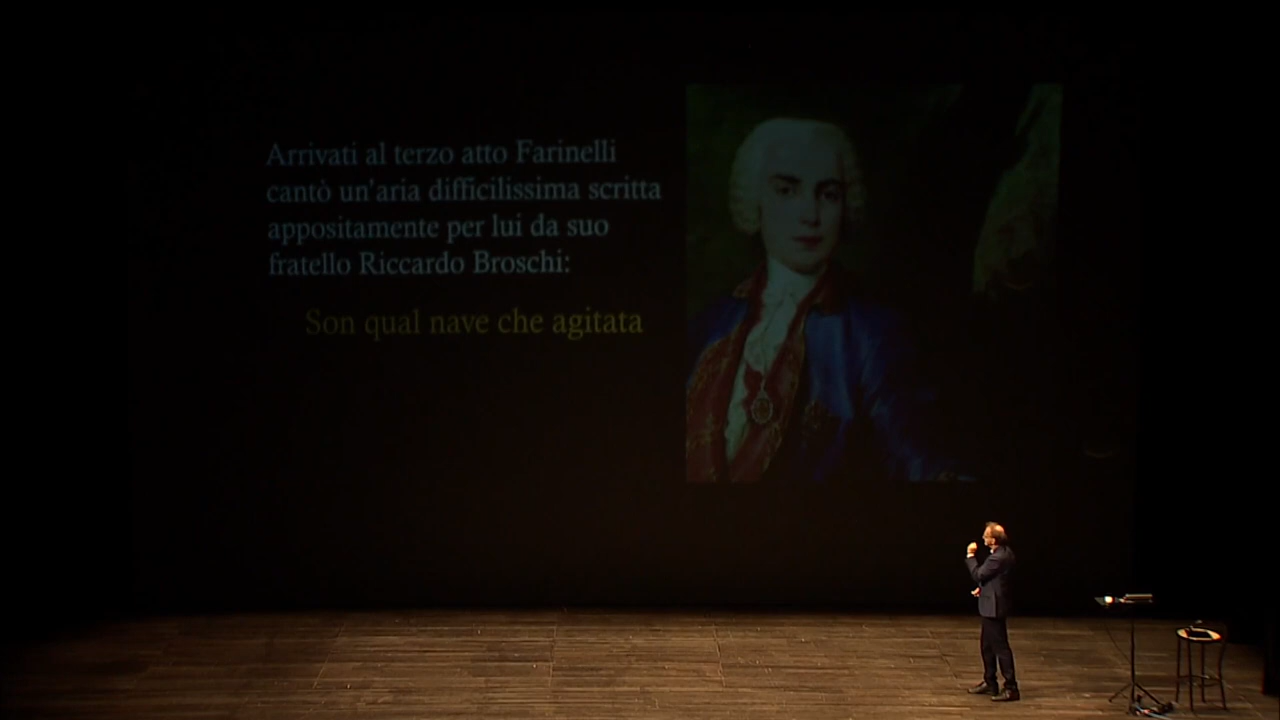 Arrivati al terzo atto Farinelli
cantò un'aria difficilissima scritta
appositamente per lui da suo
fratello Riccardo Broschi:
Son qual nave che agitata